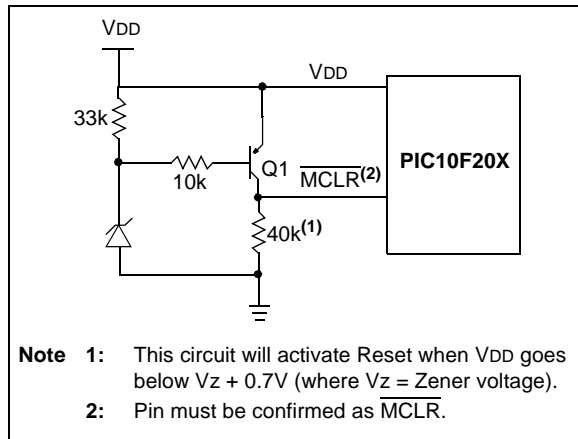 VDD
VDD
33k
10k
Q1
MCLR(2)
PIC10F20X
40k(1)
Note 1: This circuit will activate Reset when VDD goes
below Vz + 0.7V (where Vz = Zener voltage).
2: Pin must be confirmed as MCLR.